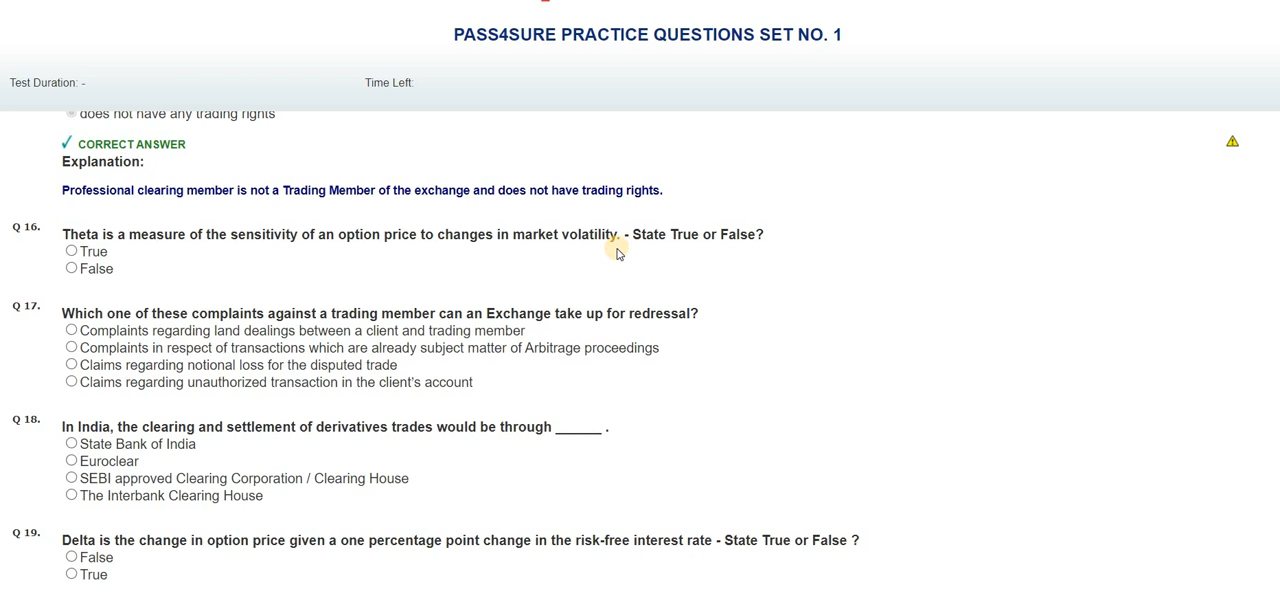 PASS4SURE PRACTICE QUESTIONS SET NO. 1
Test Duration: -
Time Left:
does not have any trading rights
✓ CORRECT ANSWER
Explanation:
Professional clearing member is not a Trading Member of the exchange and does not have trading rights.
Q 16. Theta is a measure of the sensitivity of an option price to changes in market volatility. - State True or False?
True
False
Q 17. Which one of these complaints against a trading member can an Exchange take up for redressal?
Complaints regarding land dealings between a client and trading member
Complaints in respect of transactions which are already subject matter of Arbitrage proceedings
Claims regarding notional loss for the disputed trade
Claims regarding unauthorized transaction in the client's account
Q 18. In India, the clearing and settlement of derivatives trades would be through ______ .
State Bank of India
Euroclear
SEBI approved Clearing Corporation / Clearing House
The Interbank Clearing House
Q 19. Delta is the change in option price given a one percentage point change in the risk-free interest rate - State True or False ?
False
True